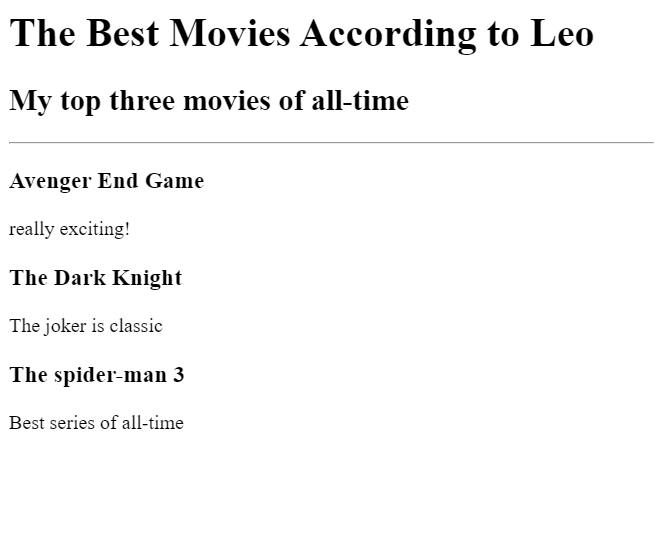 The Best Movies According to Leo
My top three movies of all-time
Avenger End Game
really exciting!
The Dark Knight
The joker is classic
The spider-man 3
Best series of all-time